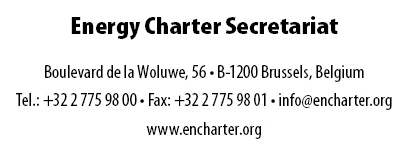 Energy Charter Secretariat
Boulevard de la Woluwe, 56 • B-1200 Brussels, Belgium
Tel.: +32 2 775 98 00 • Fax: +32 2 775 98 01 • info@encharter.org
www.encharter.org